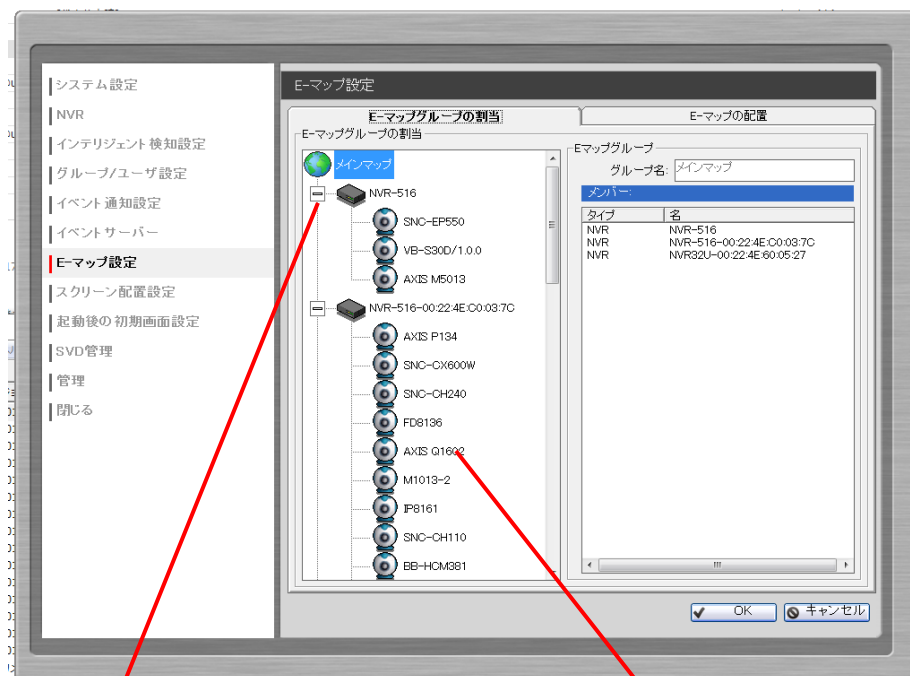 システム設定
NVR
インテリジェント検知設定
グループ/ユーザ設定
イベント通知設定
イベントサーバー
E-マップ設定
スクリーン配置設定
起動後の初期画面設定
SVD管理
管理
閉じる
E-マップ設定
E-マップグループの割当
E-マップの配置
E-マップグループの割当
メインマップ
NVR-516
SNC-EP550
VB-S30D/1.0.0
AXIS M5013
NVR-516-00:22:4E:C0:03:7C
AXIS P134
SNC-CX600W
SNC-CH240
FD8136
AXIS Q1602
M1013-2
IP8161
SNC-CH110
BB-HCM381
Eマップグループ
グループ名: メインマップ
メンバー:
タイプ 名
NVR NVR-516
NVR NVR-516-00:22:4E:C0:03:7C
NVR NVR32U-00:22:4E:60:05:27
OK キャンセル